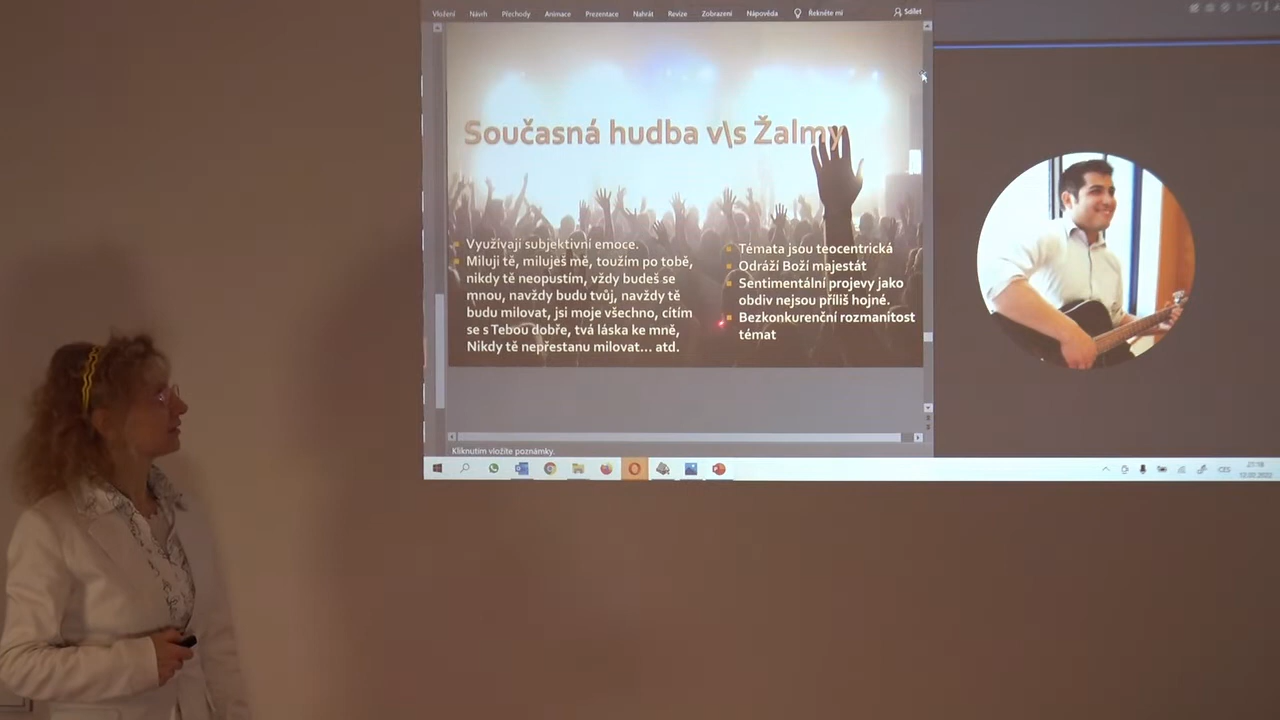 Vložení Návrh Přechody Animace Prezentace Nahrát Revize Zobrazení Nápověda Řekněte mi Sdílet
Současná hudba v\s Žalmy
Využívají subjektivní emoce.
Miluji tě, miluješ mě, toužím po tobě,
nikdy tě neopustím, vždy budeš se
mnou, navždy budu tvůj, navždy tě
budu milovat, jsi moje všechno, cítím
se s Tebou dobře, tvá láska ke mně,
Nikdy tě nepřestanu milovat... atd.
Témata jsou teocentrická
Odráží Boží majestát
Sentimentální projevy jako
obdiv nejsou příliš hojné.
Bezkonkurenční rozmanitost
témat
Kliknutím vložíte poznámky.
CES